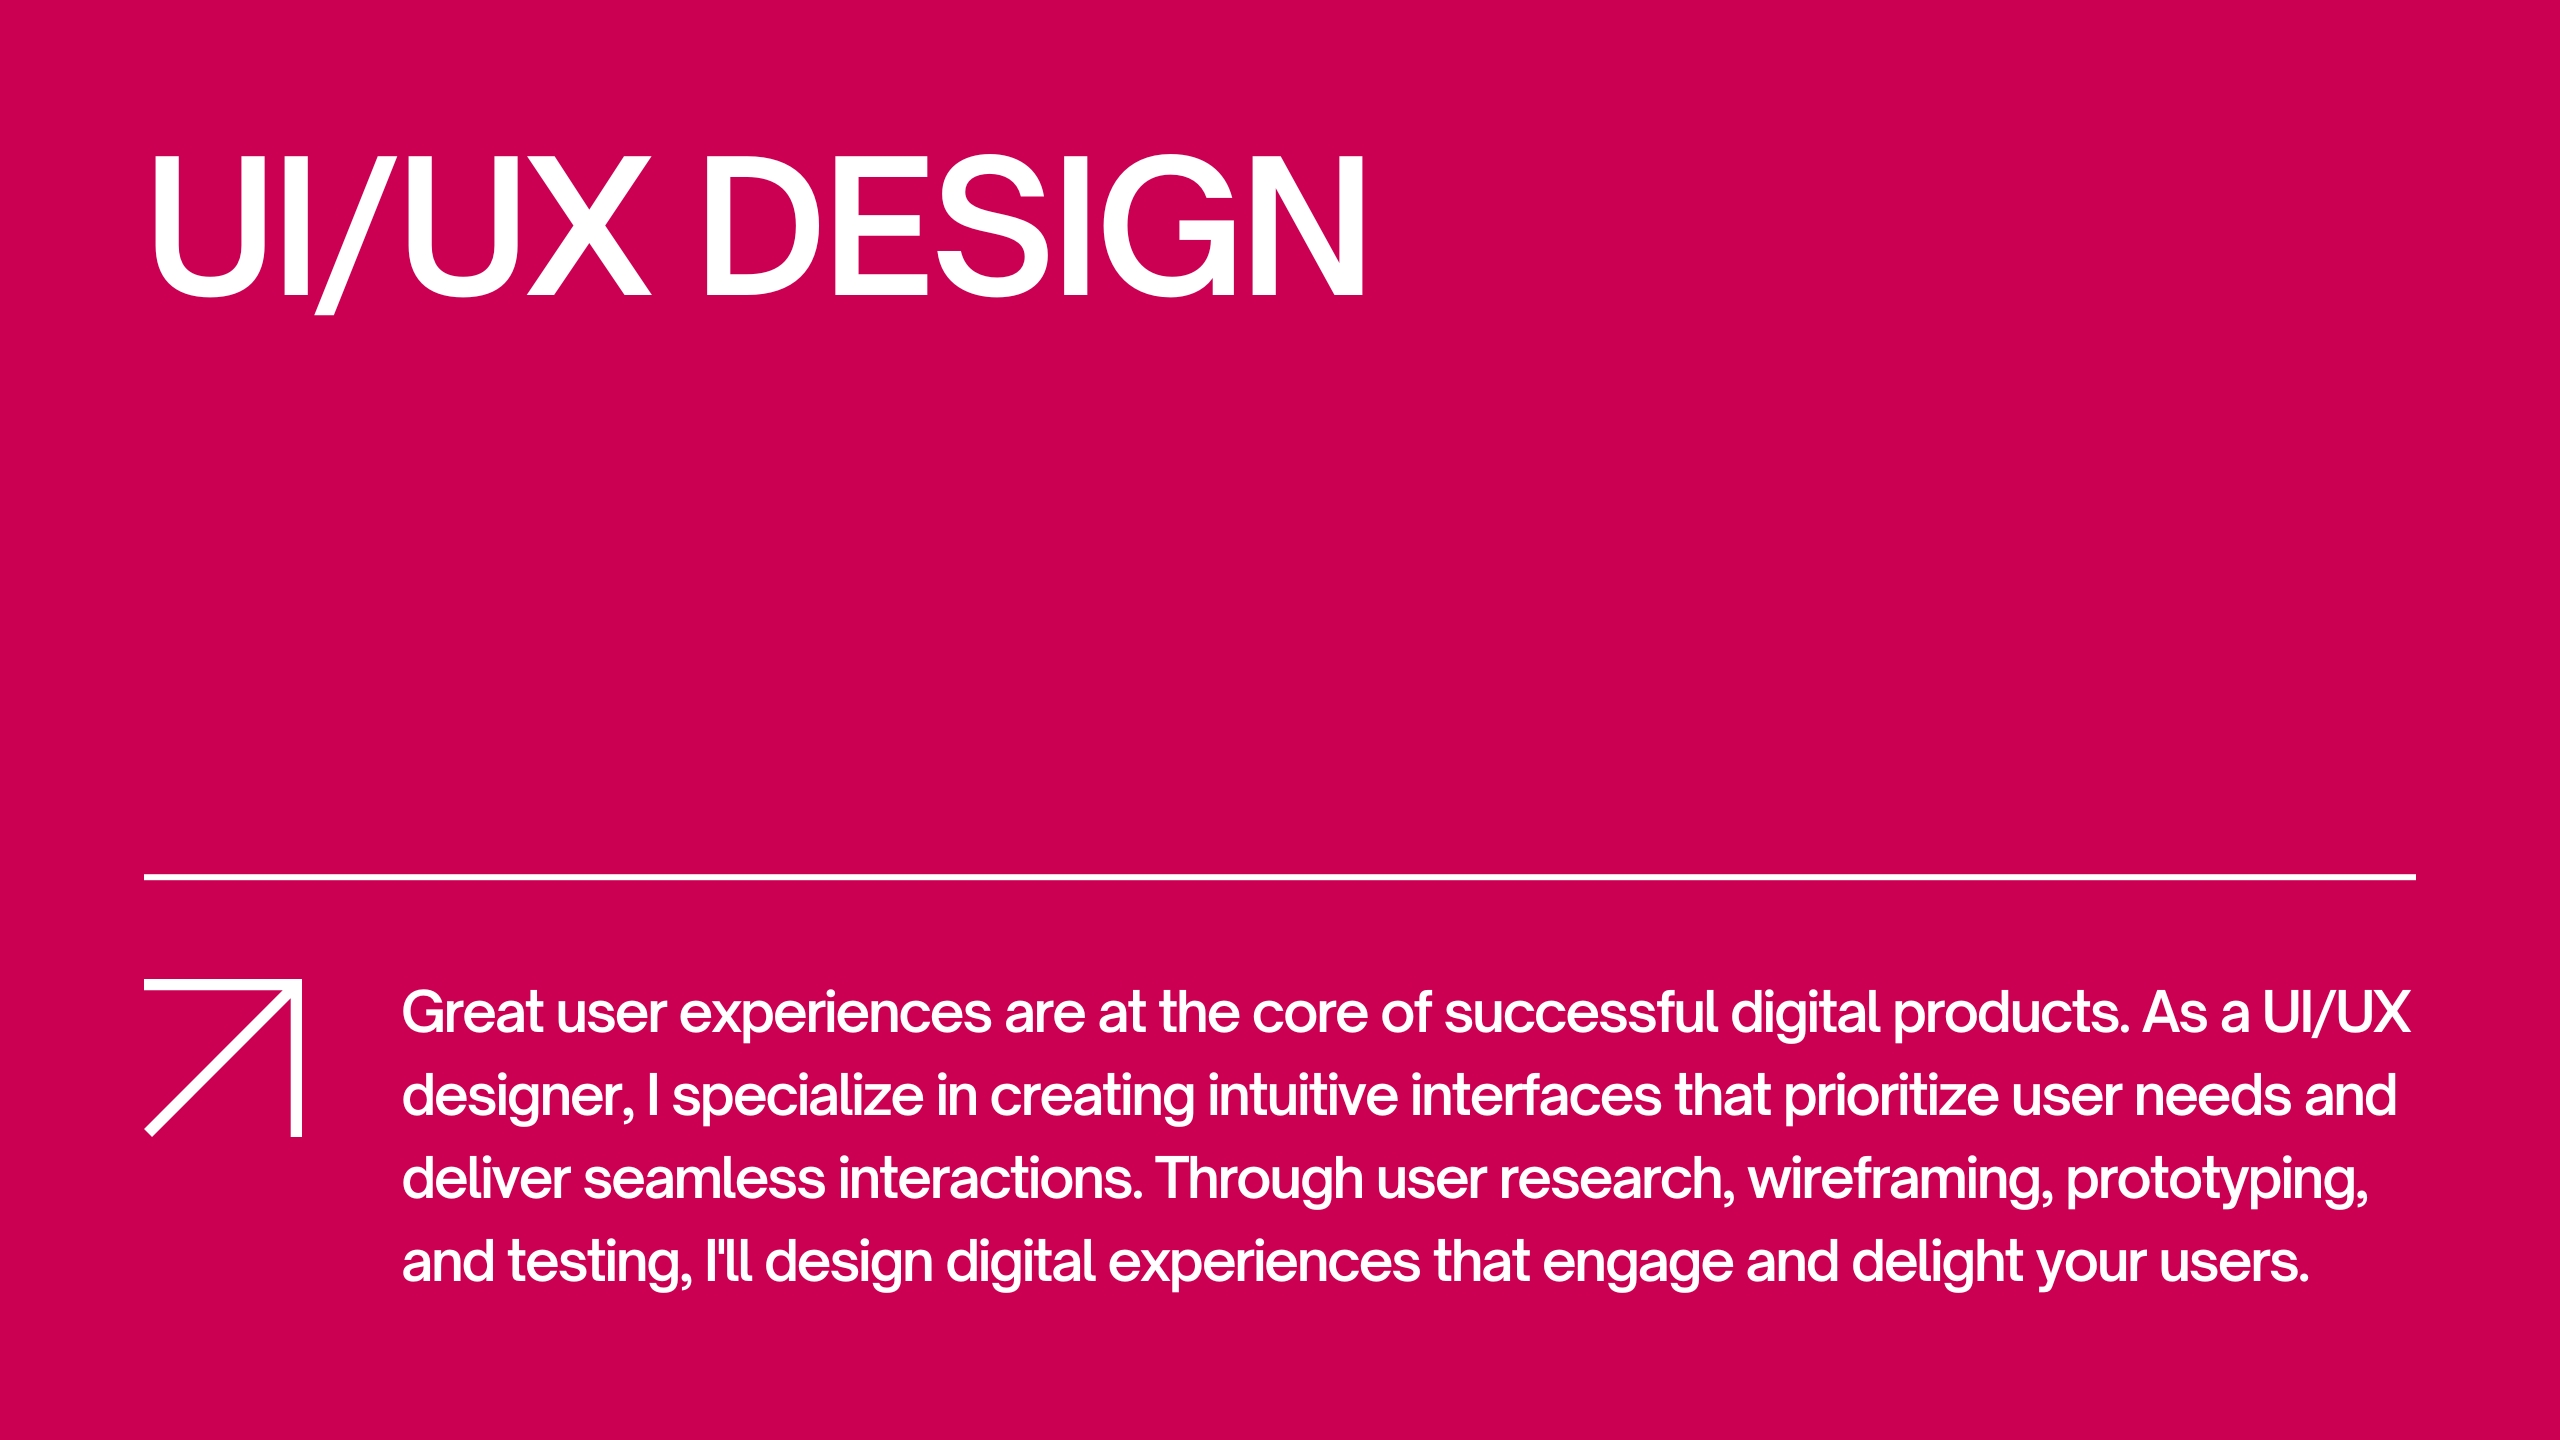 UI/UX DESIGN
Great user experiences are at the core of successful digital products. As a UI/UX
designer, I specialize in creating intuitive interfaces that prioritize user needs and
deliver seamless interactions. Through user research, wireframing, prototyping,
and testing, I'll design digital experiences that engage and delight your users.